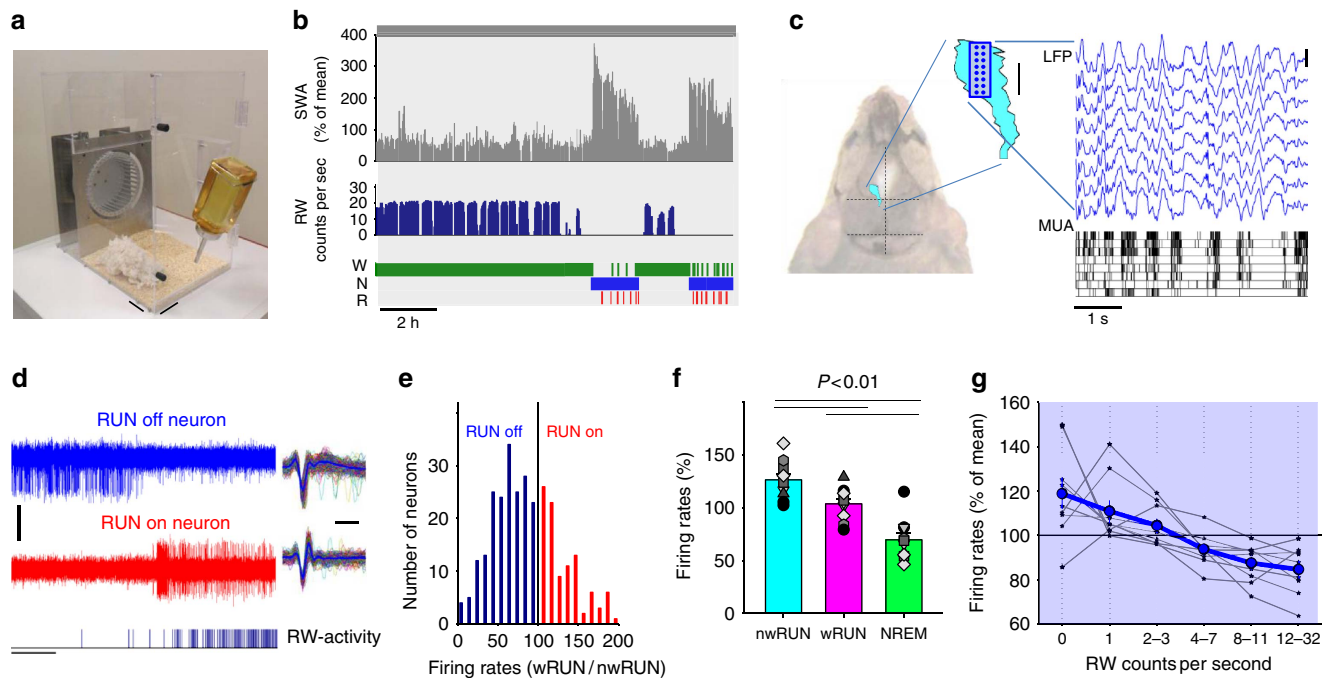 a
b
400
300
200
100
0
SWA
(% of mean)
30
20
10
0
RW
counts per sec
W
N
R
2 h
c
LFP
MUA
1 s
d
RUN off neuron
RUN on neuron
RW-activity
e
RUN off
RUN on
30
20
10
0
Number of neurons
0
50
100
150
200
Firing rates (wRUN/nwRUN)
f
P<0.01
150
100
50
0
Firing rates (%)
nwRUN
wRUN
NREM
g
160
140
120
100
80
60
Firing rates (% of mean)
0
1
2–3
4–7
8–11
12–32
RW counts per second